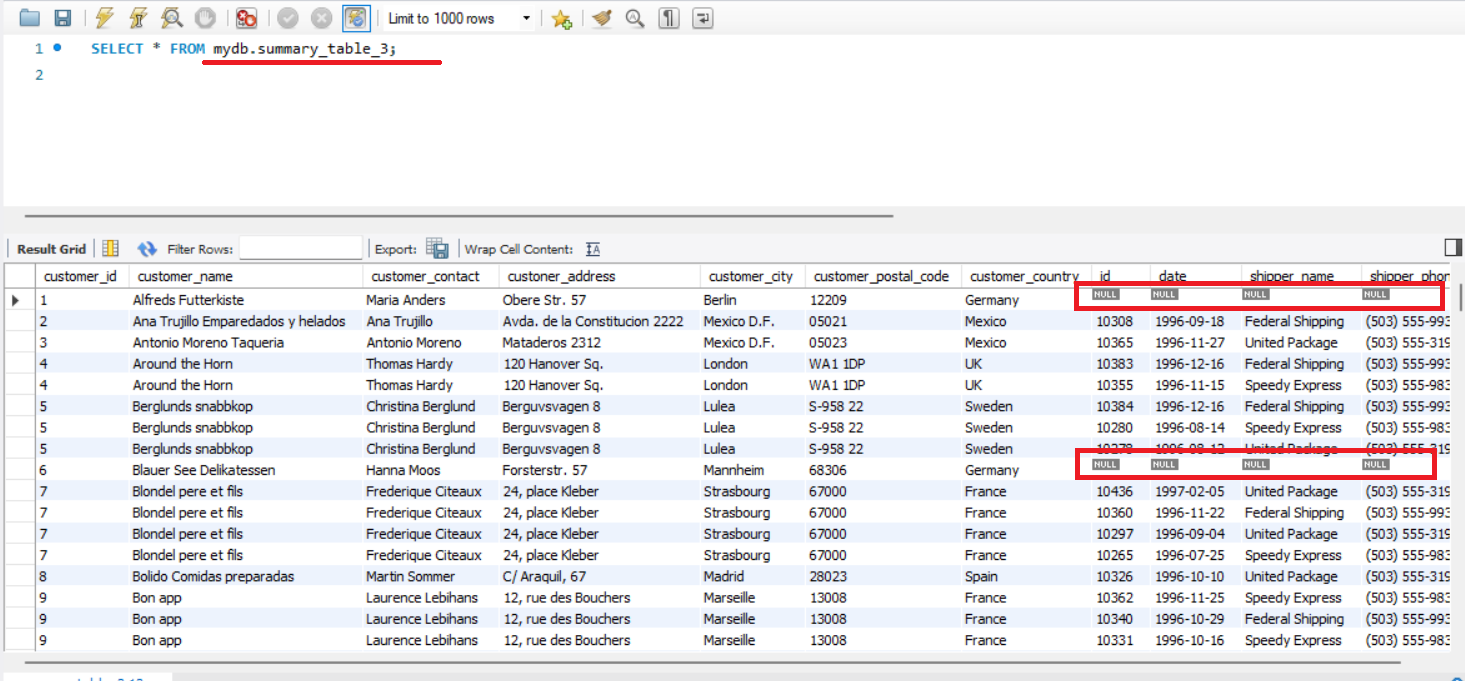 Limit to 1000 rows
1 SELECT * FROM mydb.summary_table_3;
2
Result Grid Filter Rows: Export: Wrap Cell Content:
customer_id customer_name customer_contact custoner_address customer_city customer_postal_code customer_country id date shipper_name shipper_phon
1 Alfreds Futterkiste Maria Anders Obere Str. 57 Berlin 12209 Germany NULL NULL NULL NULL
2 Ana Trujillo Emparedados y helados Ana Trujillo Avda. de la Constitucion 2222 Mexico D.F. 05021 Mexico 10308 1996-09-18 Federal Shipping (503) 555-993
3 Antonio Moreno Taqueria Antonio Moreno Mataderos 2312 Mexico D.F. 05023 Mexico 10365 1996-11-27 United Package (503) 555-319
4 Around the Horn Thomas Hardy 120 Hanover Sq. London WA1 1DP UK 10383 1996-12-16 Federal Shipping (503) 555-993
4 Around the Horn Thomas Hardy 120 Hanover Sq. London WA1 1DP UK 10355 1996-11-15 Speedy Express (503) 555-983
5 Berglunds snabbkop Christina Berglund Berguvsvagen 8 Lulea S-958 22 Sweden 10384 1996-12-16 Federal Shipping (503) 555-993
5 Berglunds snabbkop Christina Berglund Berguvsvagen 8 Lulea S-958 22 Sweden 10280 1996-08-14 Speedy Express (503) 555-983
5 Berglunds snabbkop Christina Berglund Berguvsvagen 8 Lulea S-958 22 Sweden 10278 1996-08-12 United Package (503) 555-319
6 Blauer See Delikatessen Hanna Moos Forsterstr. 57 Mannheim 68306 Germany NULL NULL NULL NULL
7 Blondel pere et fils Frederique Citeaux 24, place Kleber Strasbourg 67000 France 10436 1997-02-05 United Package (503) 555-319
7 Blondel pere et fils Frederique Citeaux 24, place Kleber Strasbourg 67000 France 10360 1996-11-22 Federal Shipping (503) 555-993
7 Blondel pere et fils Frederique Citeaux 24, place Kleber Strasbourg 67000 France 10297 1996-09-04 United Package (503) 555-319
7 Blondel pere et fils Frederique Citeaux 24, place Kleber Strasbourg 67000 France 10265 1996-07-25 Speedy Express (503) 555-983
8 Bolido Comidas preparadas Martin Sommer C/ Araquil, 67 Madrid 28023 Spain 10326 1996-10-10 United Package (503) 555-319
9 Bon app Laurence Lebihans 12, rue des Bouchers Marseille 13008 France 10362 1996-11-25 Speedy Express (503) 555-983
9 Bon app Laurence Lebihans 12, rue des Bouchers Marseille 13008 France 10340 1996-10-29 Federal Shipping (503) 555-993
9 Bon app Laurence Lebihans 12, rue des Bouchers Marseille 13008 France 10331 1996-10-16 Speedy Express (503) 555-983